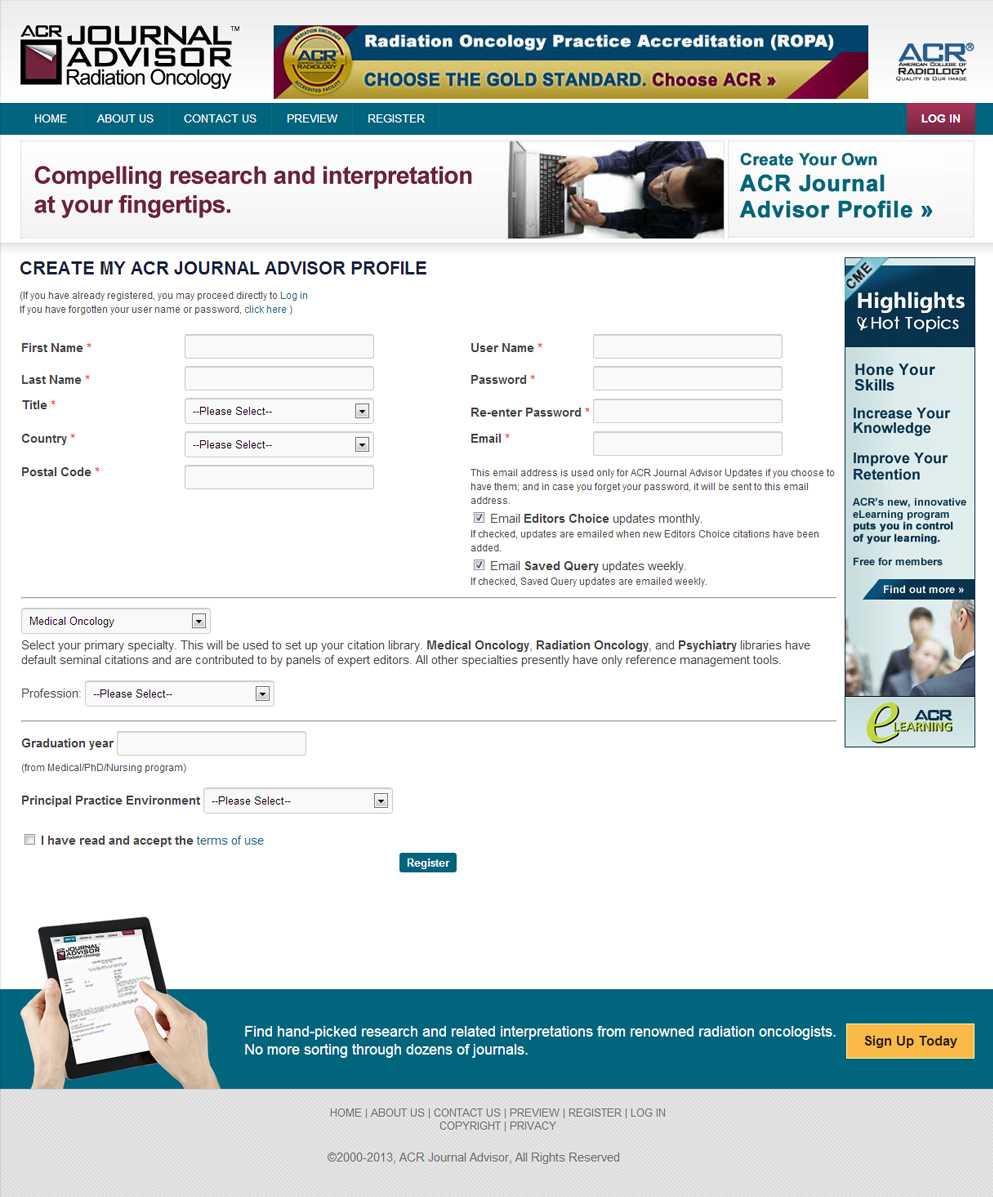 ACR JOURNAL ADVISOR™
Radiation Oncology
RADIATION ONCOLOGY
ACR
ACCREDITED FACILITY
Radiation Oncology Practice Accreditation (ROPA)
CHOOSE THE GOLD STANDARD. Choose ACR »
ACR®
AMERICAN COLLEGE OF
RADIOLOGY
QUALITY IS OUR IMAGE
HOME ABOUT US CONTACT US PREVIEW REGISTER LOG IN
Compelling research and interpretation
at your fingertips.
Create Your Own
ACR Journal
Advisor Profile »
CREATE MY ACR JOURNAL ADVISOR PROFILE
(If you have already registered, you may proceed directly to Log in
If you have forgotten your user name or password, click here )
First Name *
Last Name *
Title * --Please Select--
Country * --Please Select--
Postal Code *
User Name *
Password *
Re-enter Password *
Email *
This email address is used only for ACR Journal Advisor Updates if you choose to
have them; and in case you forget your password, it will be sent to this email
address.
Email Editors Choice updates monthly.
If checked, updates are emailed when new Editors Choice citations have been
added.
Email Saved Query updates weekly.
If checked, Saved Query updates are emailed weekly.
Medical Oncology
Select your primary specialty. This will be used to set up your citation library. Medical Oncology, Radiation Oncology, and Psychiatry libraries have
default seminal citations and are contributed to by panels of expert editors. All other specialties presently have only reference management tools.
Profession: --Please Select--
Graduation year
(from Medical/PhD/Nursing program)
Principal Practice Environment --Please Select--
I have read and accept the terms of use
Register
CME
Highlights
& Hot Topics
Hone Your
Skills
Increase Your
Knowledge
Improve Your
Retention
ACR's new, innovative
eLearning program
puts you in control
of your learning.
Free for members
Find out more »
ACR
eLEARNING
ACR JOURNAL
ADVISOR
Radiation Oncology
Find hand-picked research and related interpretations from renowned radiation oncologists.
No more sorting through dozens of journals.
Sign Up Today
HOME | ABOUT US | CONTACT US | PREVIEW | REGISTER | LOG IN
COPYRIGHT | PRIVACY
©2000-2013, ACR Journal Advisor, All Rights Reserved